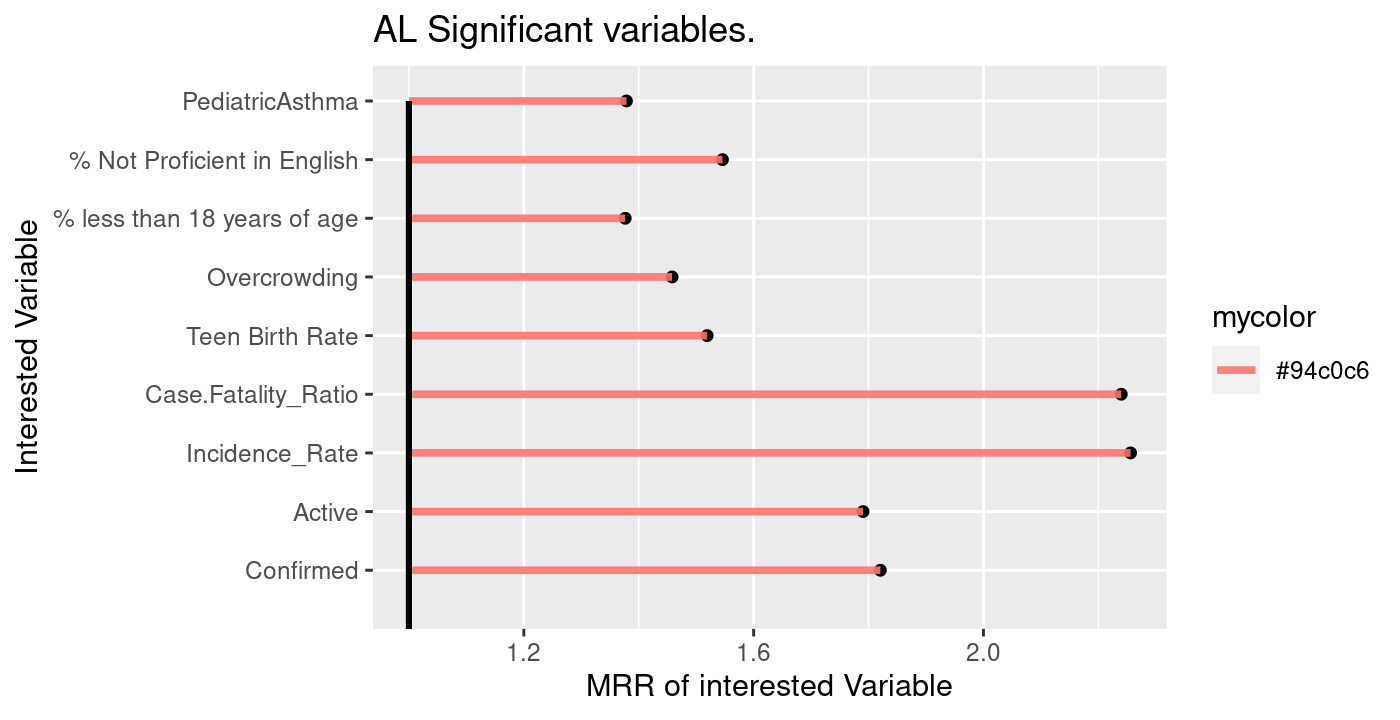 AL Significant variables.
Interested Variable
PediatricAsthma
% Not Proficient in English
% less than 18 years of age
Overcrowding
Teen Birth Rate
Case.Fatality_Ratio
Incidence_Rate
Active
Confirmed
1.2 1.6 2.0
MRR of interested Variable
mycolor
#94c0c6